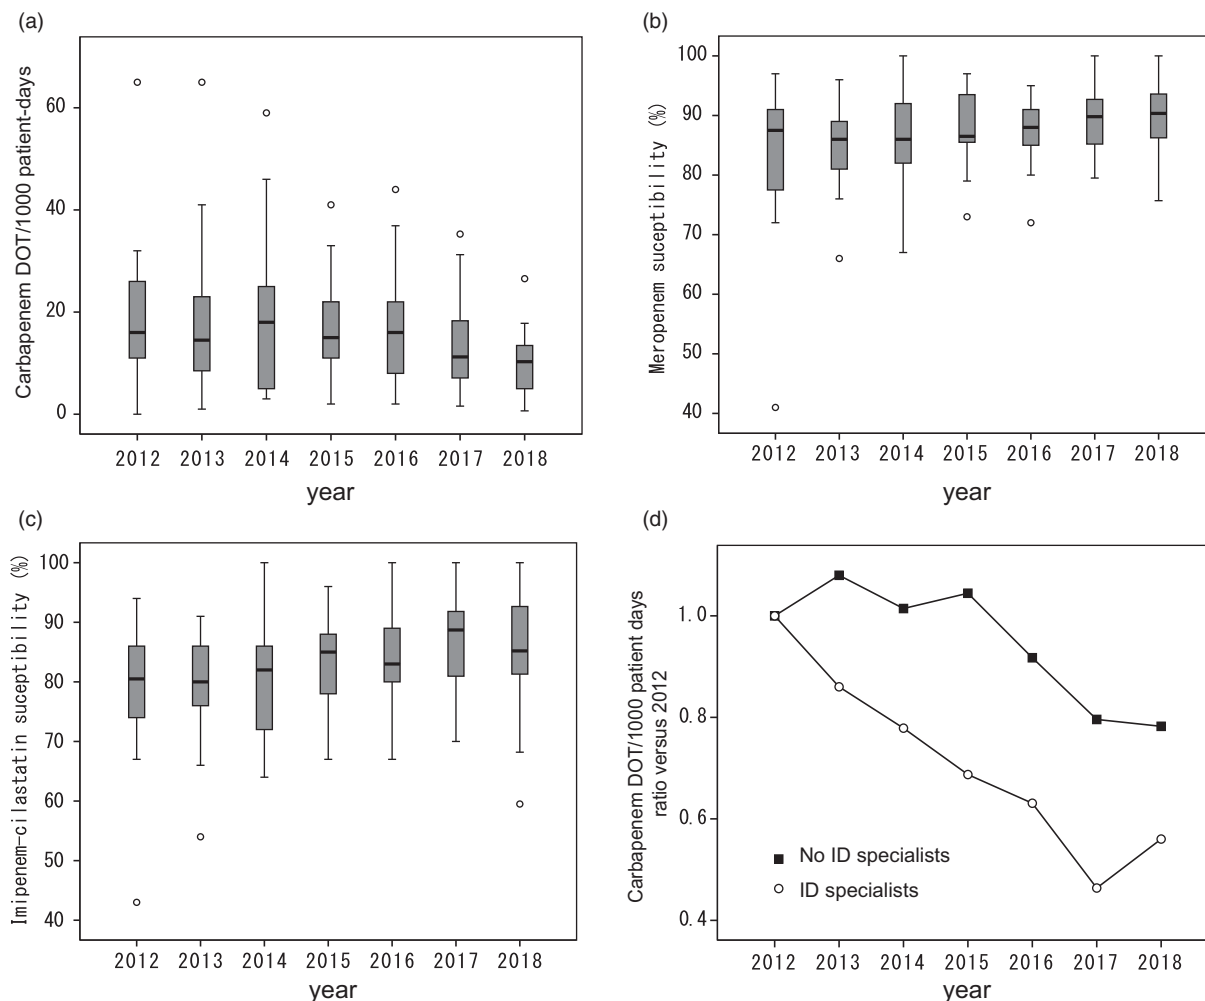 (a)
Carbapenem DOT/1000 patient-days
60
40
20
0
2012 2013 2014 2015 2016 2017 2018
year
(b)
Meropenem suceptibility (%)
100
90
80
70
60
50
40
2012 2013 2014 2015 2016 2017 2018
year
(c)
Imipenem-cilastatin suceptibility (%)
100
90
80
70
60
50
40
2012 2013 2014 2015 2016 2017 2018
year
(d)
Carbapenem DOT/1000 patient days
ratio versus 2012
1.0
0.8
0.6
0.4
No ID specialists
ID specialists
2012 2013 2014 2015 2016 2017 2018
year